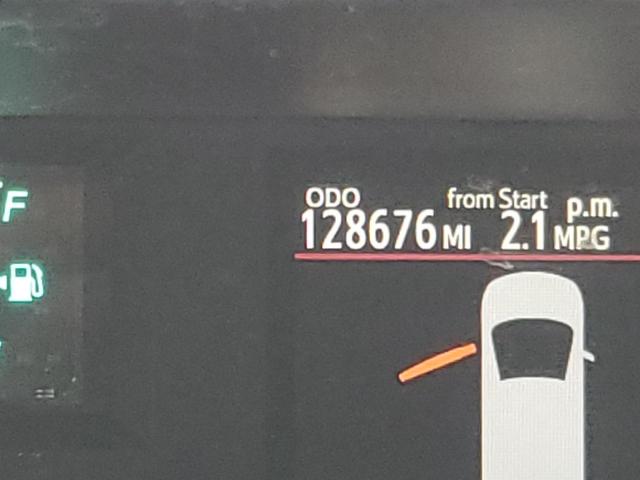 ODO from Start p.m.
128676 MI 2.1 MPG
F